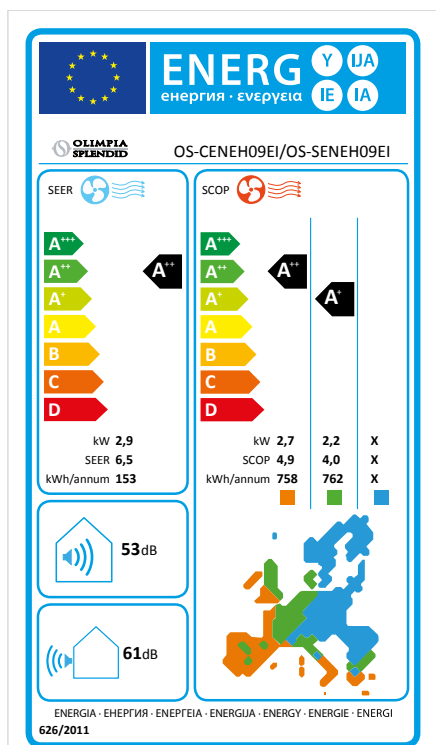 ENERG Y IJA
енергия · ενεργεια IE IA
OLIMPIA
SPLENDID
OS-CENEH09EI/OS-SENEH09EI
SEER
A+++
A++
A+
A
B
C
D
A++
kW 2,9
SEER 6,5
kWh/annum 153
SCOP
A+++
A++
A+
A
B
C
D
A++
A+
kW 2,7 2,2 X
SCOP 4,9 4,0 X
kWh/annum 758 762 X
53dB
61dB
ENERGIA · ЕНЕРГИЯ · ΕΝΕΡΓΕΙΑ · ENERGIJA · ENERGY · ENERGIE · ENERGI
626/2011